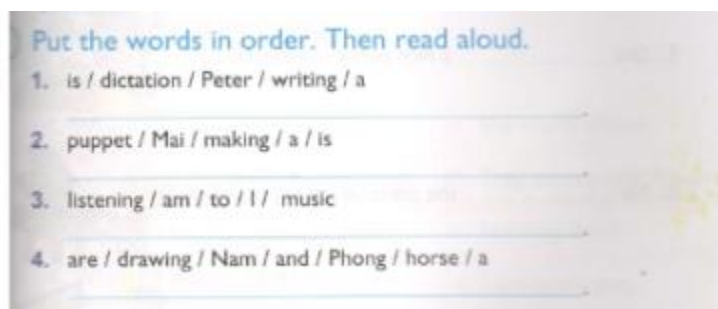 Put the words in order. Then read aloud.
1. is / dictation / Peter / writing / a
2. puppet / Mai / making / a / is
3. listening / am / to / I / music
4. are / drawing / Nam / and / Phong / horse / a